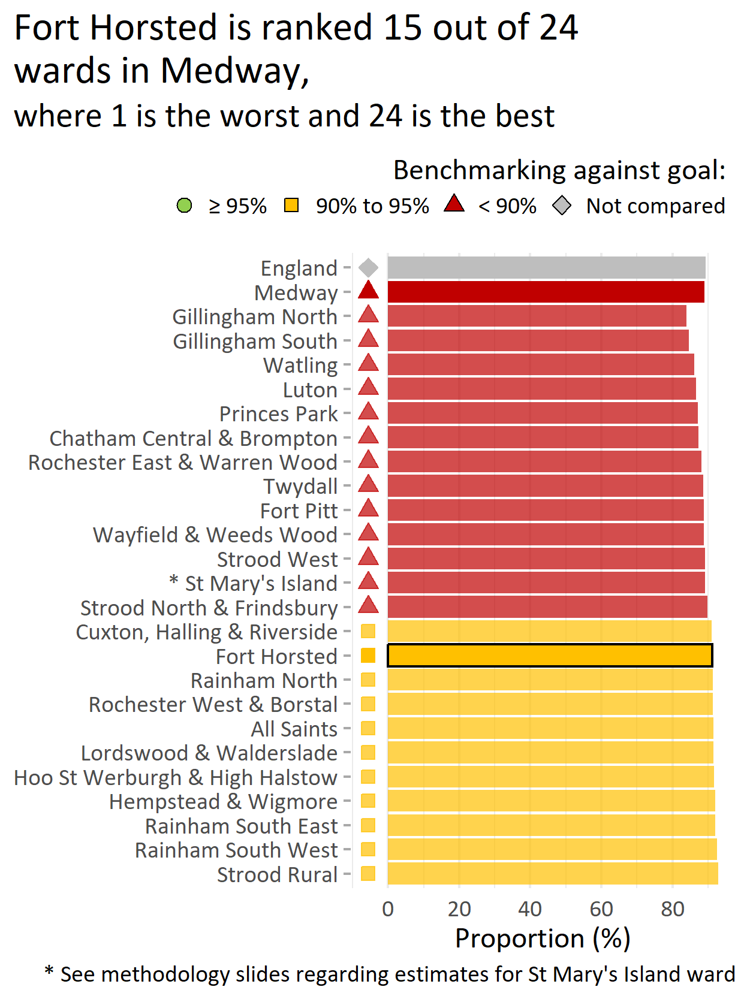 Fort Horsted is ranked 15 out of 24
wards in Medway,
where 1 is the worst and 24 is the best
Benchmarking against goal:
≥ 95% 90% to 95% < 90% Not compared
England
Medway
Gillingham North
Gillingham South
Watling
Luton
Princes Park
Chatham Central & Brompton
Rochester East & Warren Wood
Twydall
Fort Pitt
Wayfield & Weeds Wood
Strood West
* St Mary's Island
Strood North & Frindsbury
Cuxton, Halling & Riverside
Fort Horsted
Rainham North
Rochester West & Borstal
All Saints
Lordswood & Walderslade
Hoo St Werburgh & High Halstow
Hempstead & Wigmore
Rainham South East
Rainham South West
Strood Rural
0 20 40 60 80
Proportion (%)
* See methodology slides regarding estimates for St Mary's Island ward